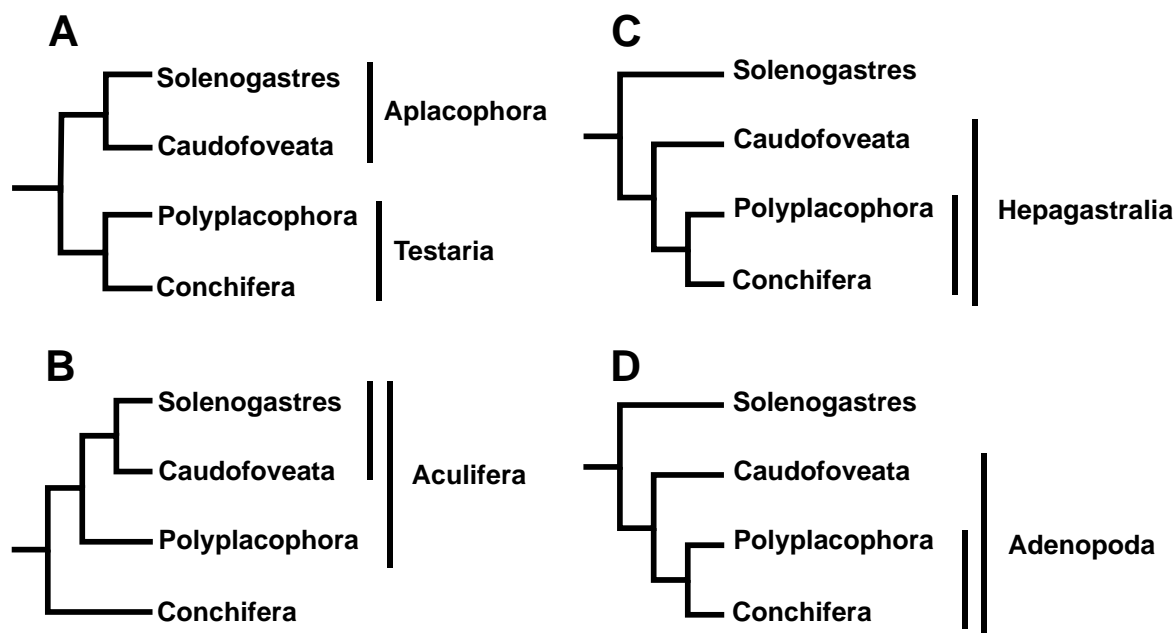 A
Solenogastres
Caudofoveata
Aplacophora
Polyplacophora
Conchifera
Testaria
B
Solenogastres
Caudofoveata
Polyplacophora
Aculifera
Conchifera
C
Solenogastres
Caudofoveata
Polyplacophora
Hepagastralia
Conchifera
D
Solenogastres
Caudofoveata
Polyplacophora
Adenopoda
Conchifera